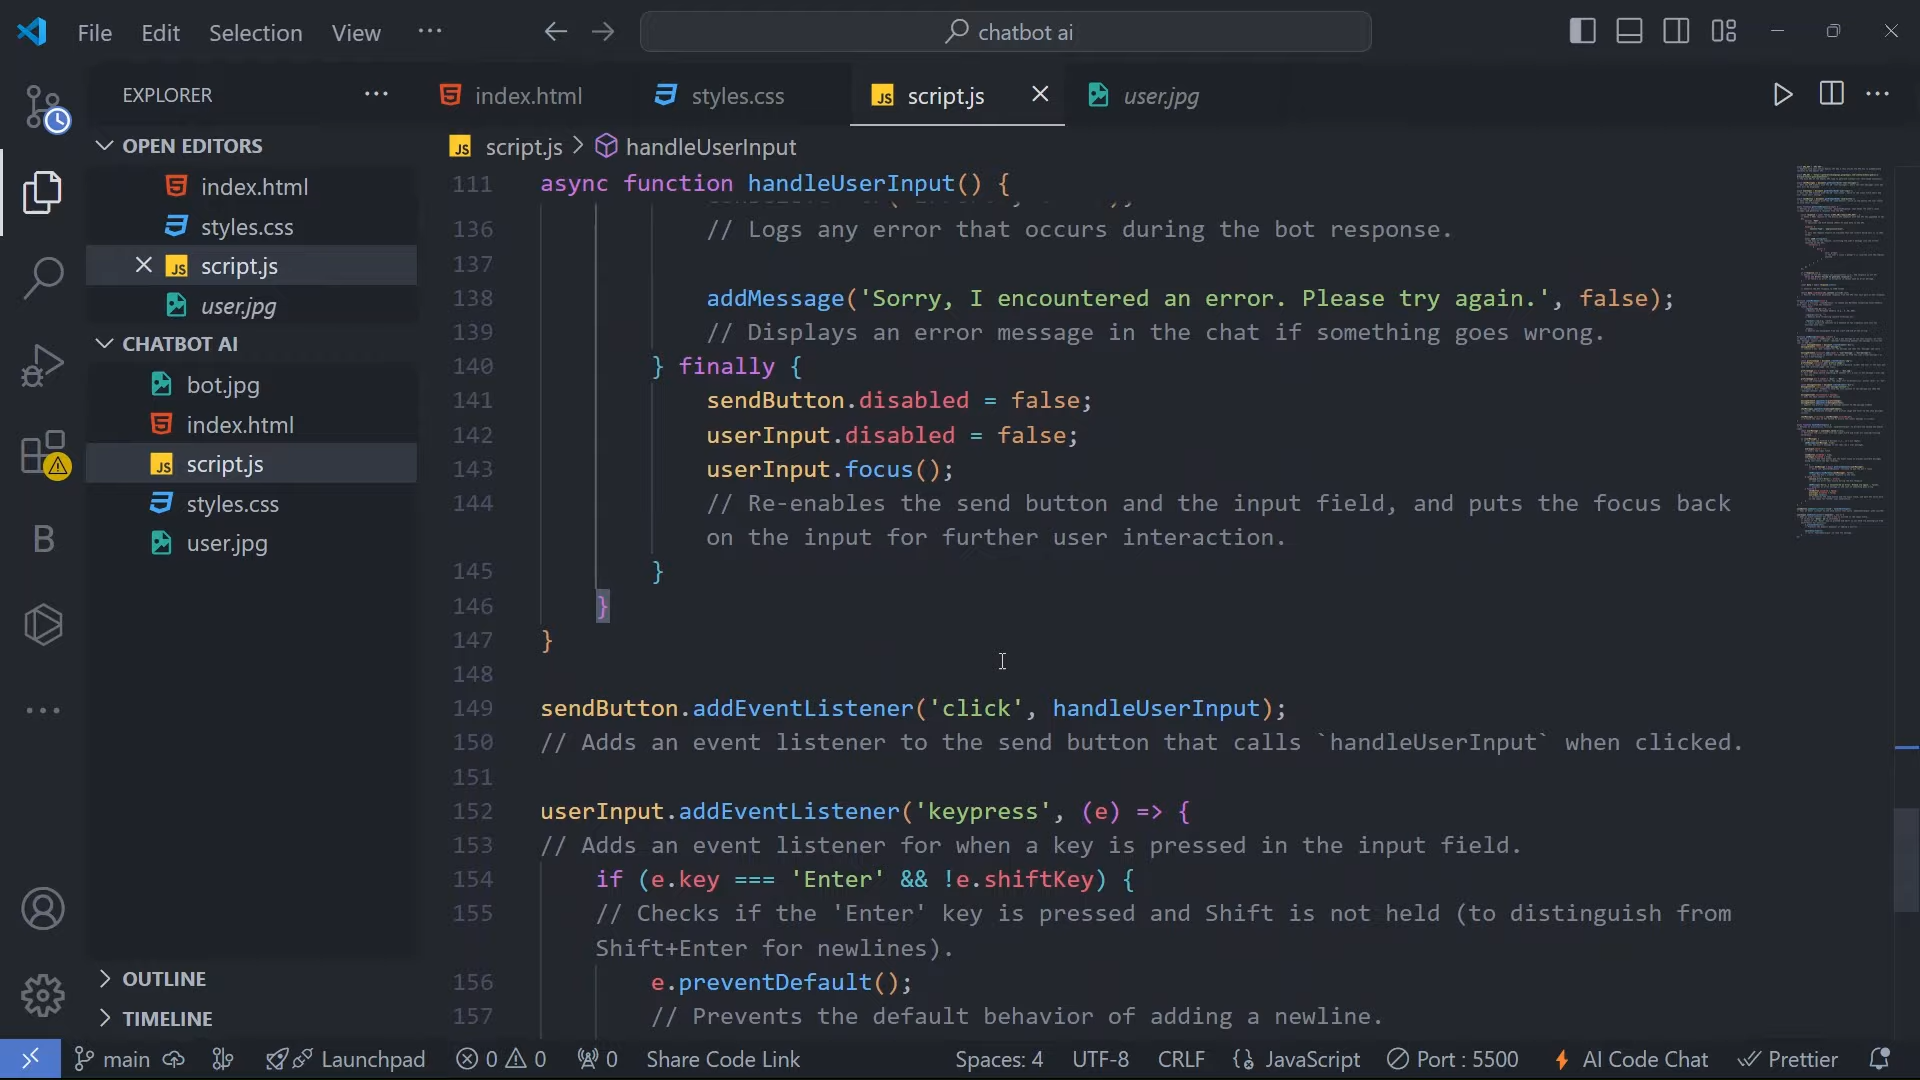 File Edit Selection View ··· chatbot ai
EXPLORER ···
OPEN EDITORS
index.html
styles.css
JS script.js
user.jpg
CHATBOT AI
bot.jpg
index.html
JS script.js
styles.css
user.jpg
OUTLINE
TIMELINE
B
index.html styles.css JS script.js user.jpg
JS script.js > handleUserInput
111 async function handleUserInput() {
136 // Logs any error that occurs during the bot response.
137
138 addMessage('Sorry, I encountered an error. Please try again.', false);
139 // Displays an error message in the chat if something goes wrong.
140 } finally {
141 sendButton.disabled = false;
142 userInput.disabled = false;
143 userInput.focus();
144 // Re-enables the send button and the input field, and puts the focus back
on the input for further user interaction.
145 }
146 }
147 }
148
149 sendButton.addEventListener('click', handleUserInput);
150 // Adds an event listener to the send button that calls `handleUserInput` when clicked.
151
152 userInput.addEventListener('keypress', (e) => {
153 // Adds an event listener for when a key is pressed in the input field.
154 if (e.key === 'Enter' && !e.shiftKey) {
155 // Checks if the 'Enter' key is pressed and Shift is not held (to distinguish from
Shift+Enter for newlines).
156 e.preventDefault();
157 // Prevents the default behavior of adding a newline.
main Launchpad 0 0 0 Share Code Link Spaces: 4 UTF-8 CRLF {} JavaScript Port : 5500 AI Code Chat Prettier